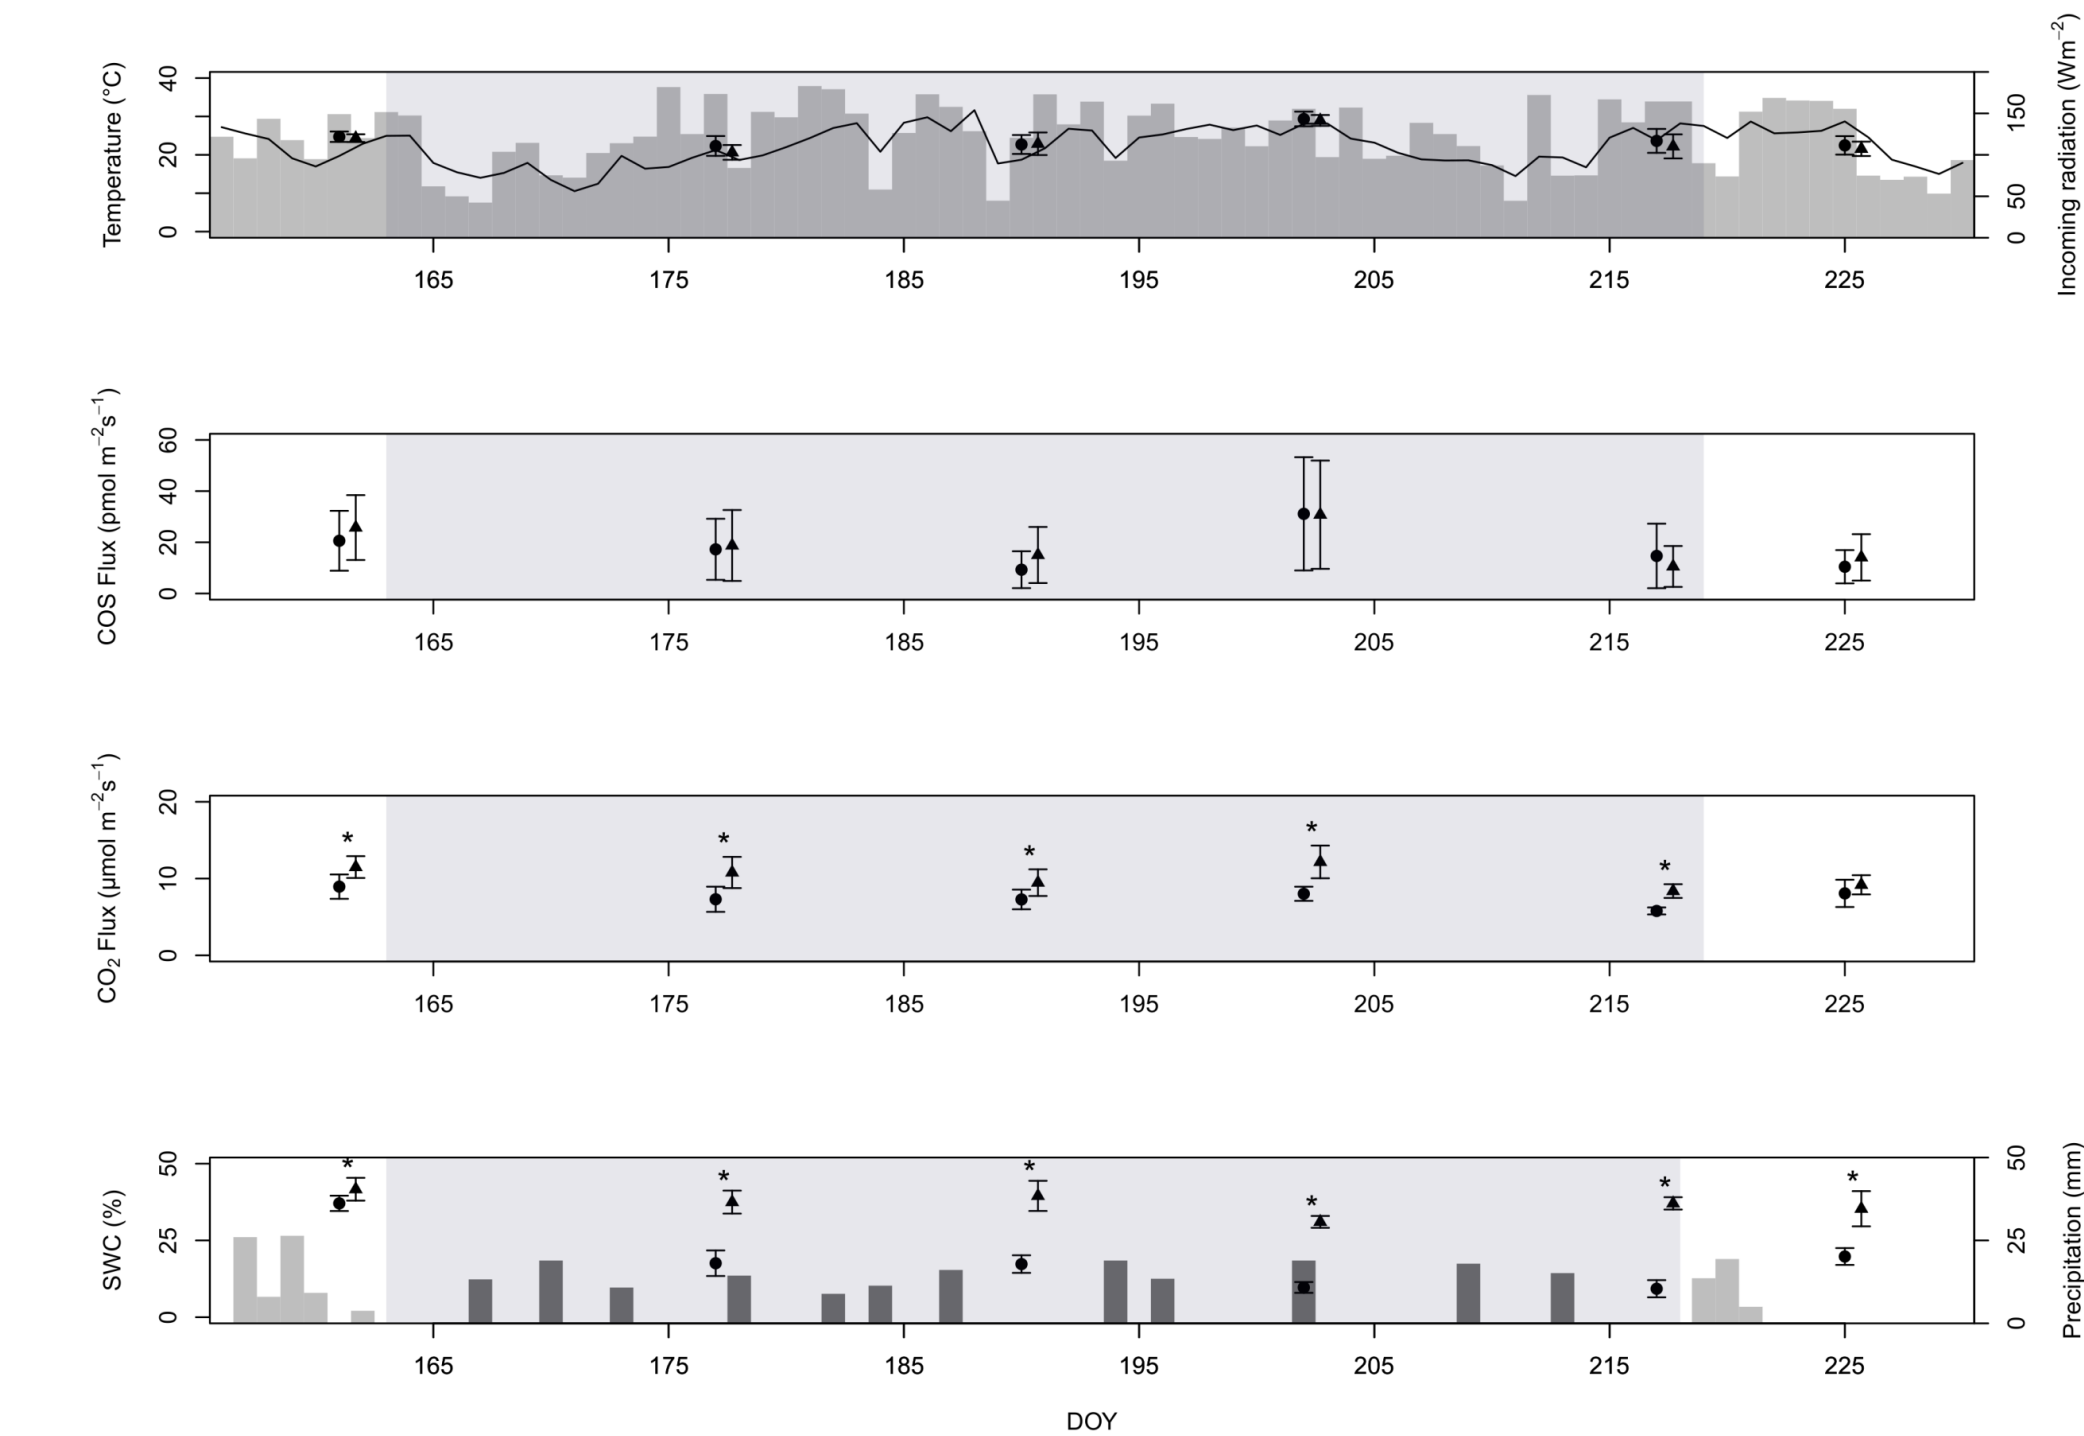 Temperature (°C)
0 20 40
Incoming radiation (Wm⁻²)
0 50 150
165 175 185 195 205 215 225
COS Flux (pmol m⁻²s⁻¹)
0 20 40 60
165 175 185 195 205 215 225
CO₂ Flux (µmol m⁻²s⁻¹)
0 10 20
* * * * *
165 175 185 195 205 215 225
SWC (%)
0 25 50
* * * * * *
Precipitation (mm)
0 25 50
165 175 185 195 205 215 225
DOY